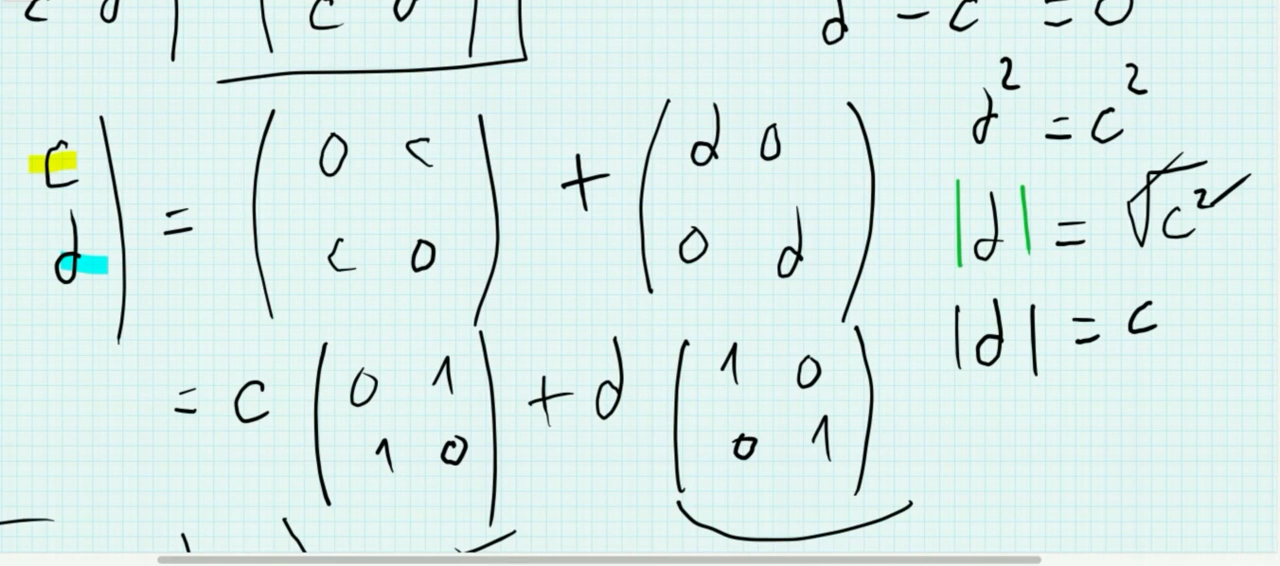 d² - c² = 0
d² = c²
c | = ( 0 c ) + ( d 0 ) |d| = √c²
d | ( c 0 ) ( 0 d )
|d| = c
= c ( 0 1 ) + d ( 1 0 )
( 1 0 ) ( 0 1 )